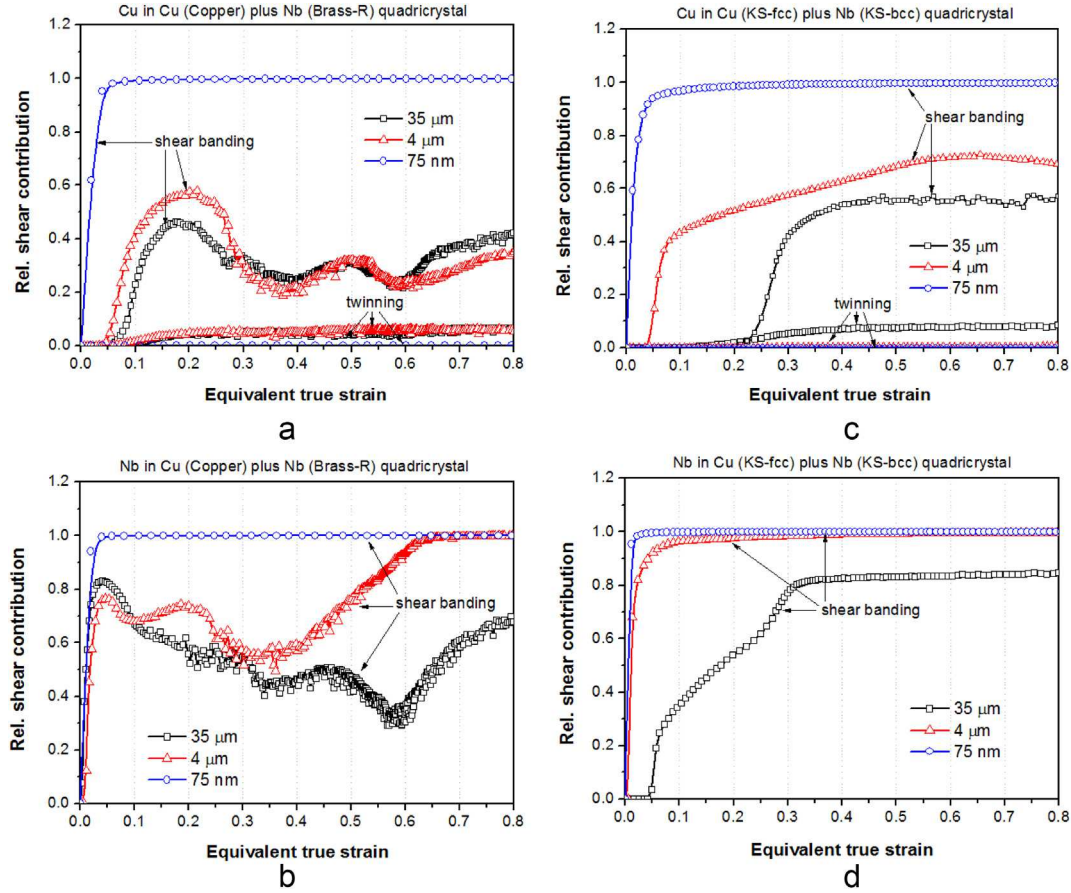 Cu in Cu (Copper) plus Nb (Brass-R) quadricrystal
Rel. shear contribution
1.2
1.0
0.8
0.6
0.4
0.2
0.0
shear banding
35 μm
4 μm
75 nm
twinning
0.0 0.1 0.2 0.3 0.4 0.5 0.6 0.7 0.8
Equivalent true strain
a
Cu in Cu (KS-fcc) plus Nb (KS-bcc) quadricrystal
Rel. shear contribution
1.2
1.0
0.8
0.6
0.4
0.2
0.0
shear banding
35 μm
4 μm
75 nm
twinning
0.0 0.1 0.2 0.3 0.4 0.5 0.6 0.7 0.8
Equivalent true strain
c
Nb in Cu (Copper) plus Nb (Brass-R) quadricrystal
Rel. shear contribution
1.2
1.0
0.8
0.6
0.4
0.2
0.0
shear banding
35 μm
4 μm
75 nm
0.0 0.1 0.2 0.3 0.4 0.5 0.6 0.7 0.8
Equivalent true strain
b
Nb in Cu (KS-fcc) plus Nb (KS-bcc) quadricrystal
Rel. shear contribution
1.2
1.0
0.8
0.6
0.4
0.2
0.0
shear banding
35 μm
4 μm
75 nm
0.0 0.1 0.2 0.3 0.4 0.5 0.6 0.7 0.8
Equivalent true strain
d